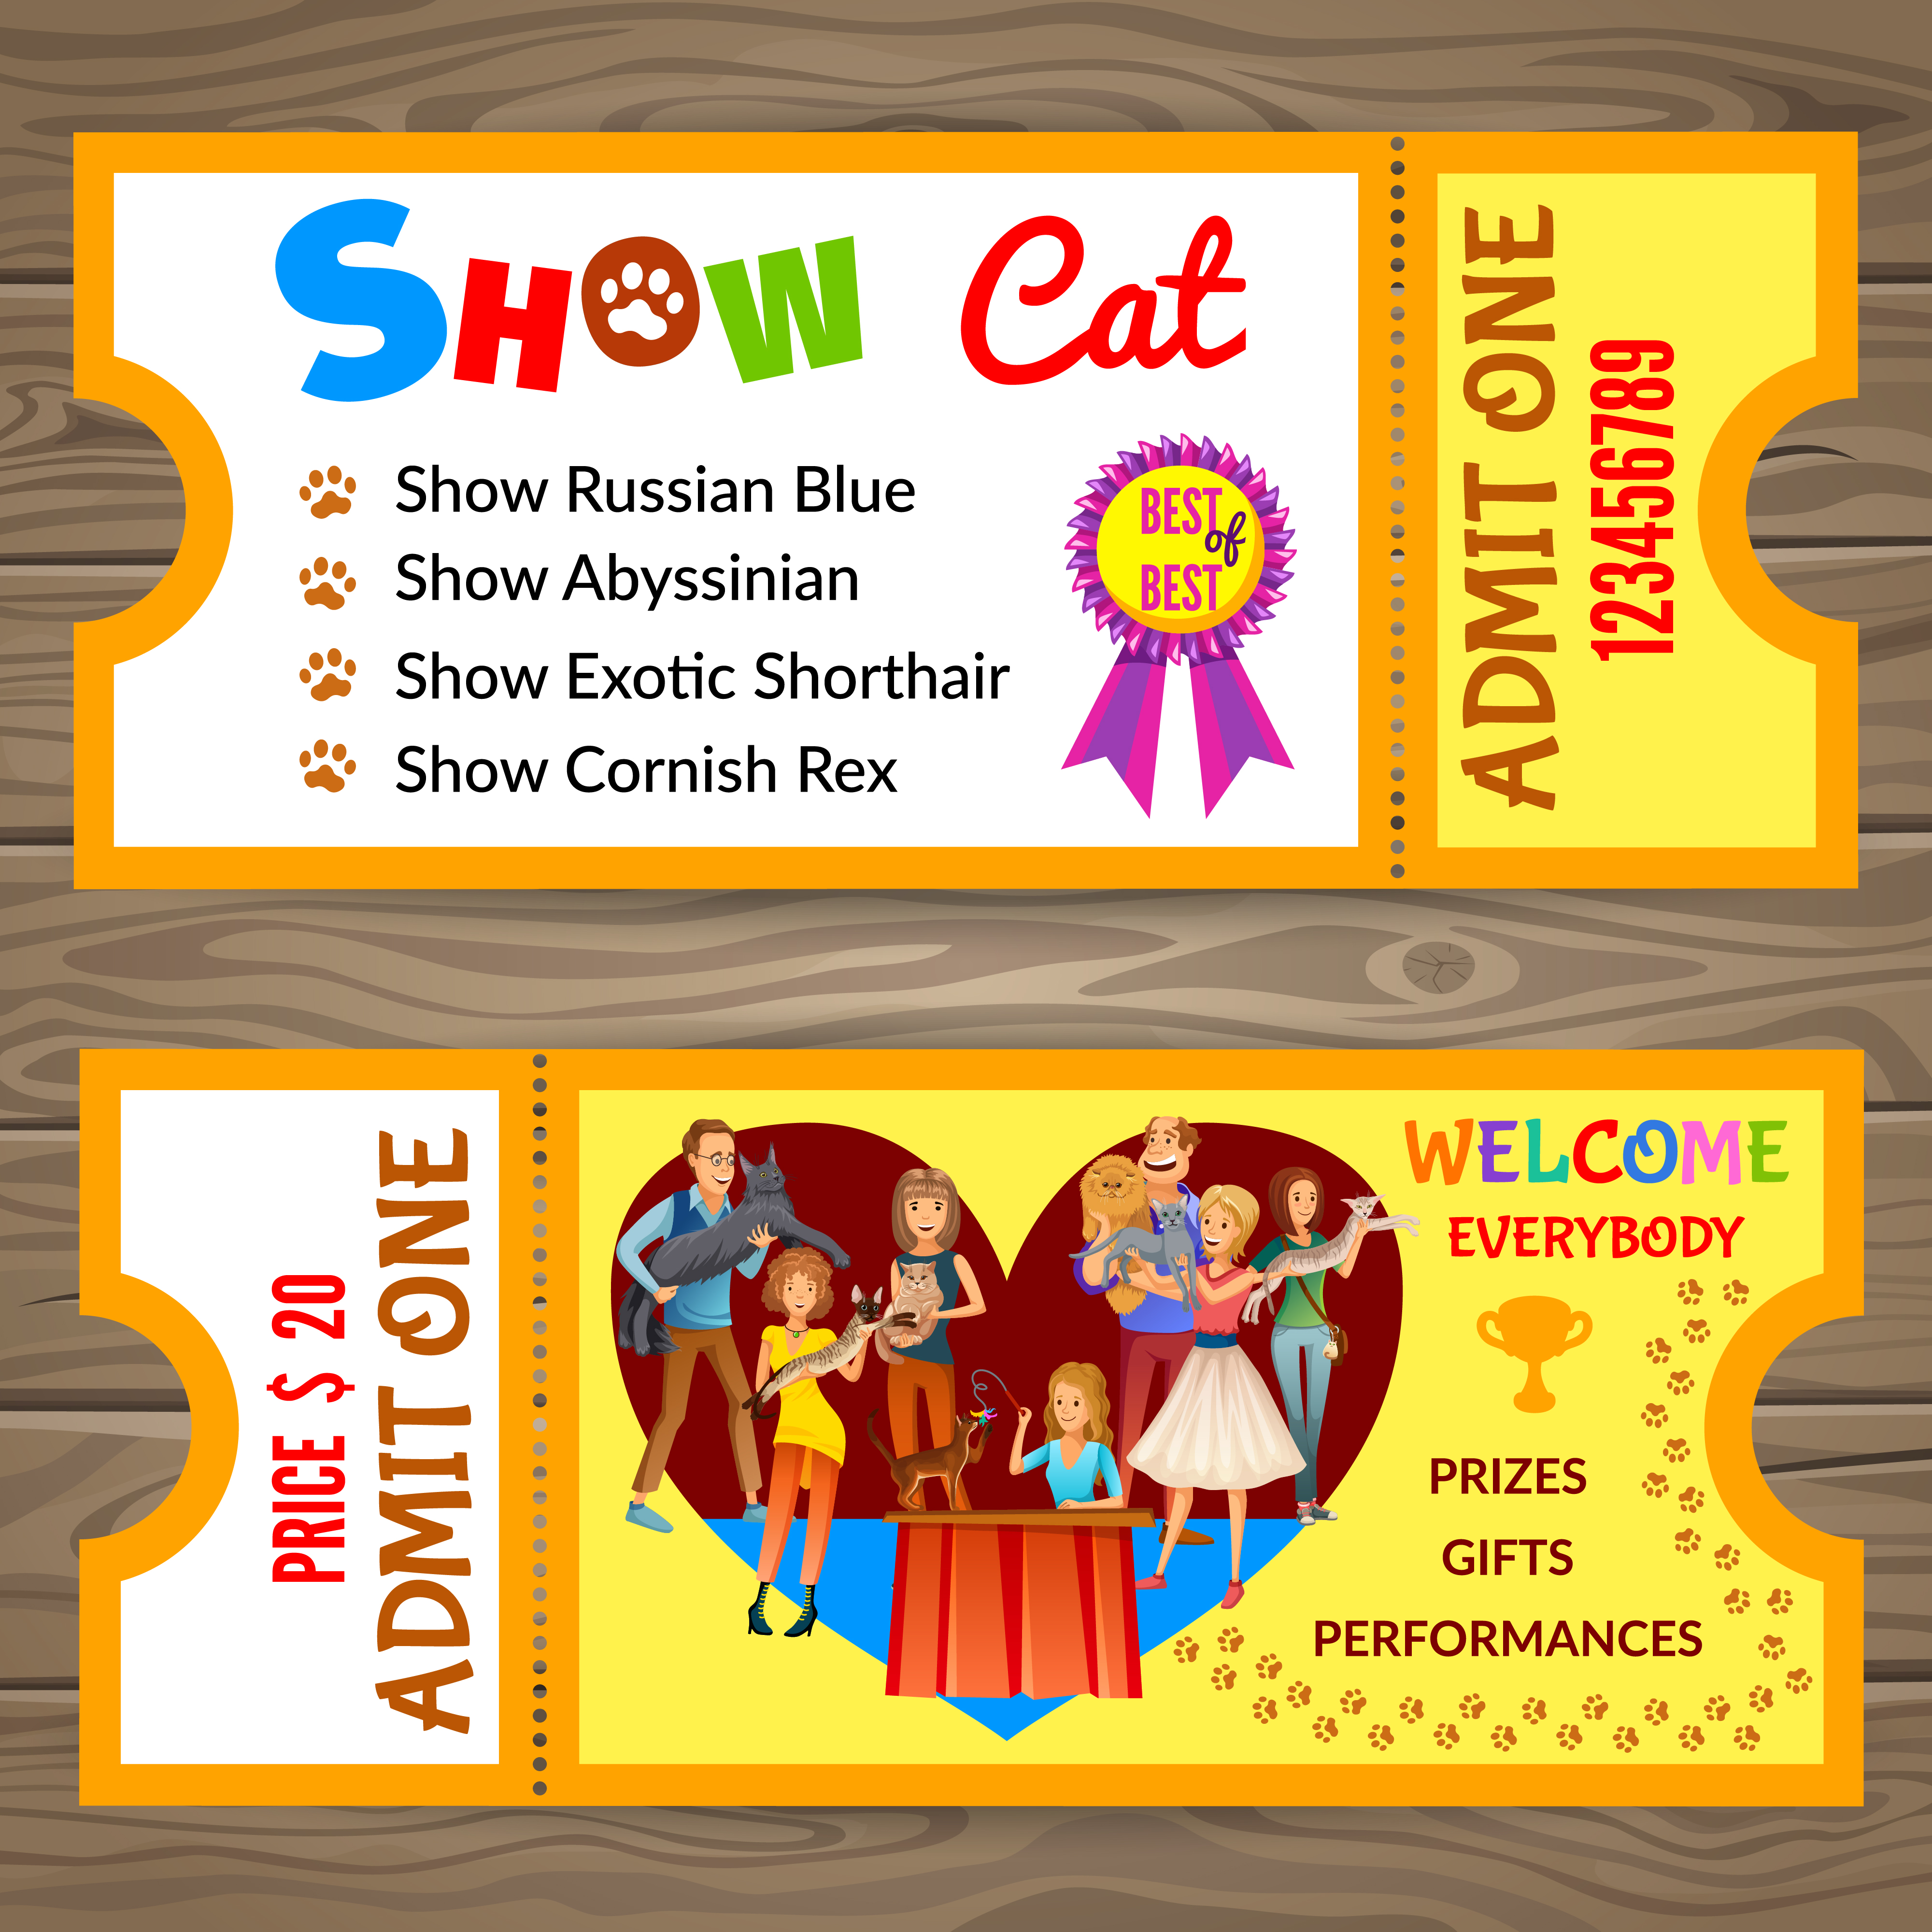 SHOW Cat
Show Russian Blue
Show Abyssinian
Show Exotic Shorthair
Show Cornish Rex
BEST
of
BEST
ADMIT ONE
123456789
PRICE $ 20
ADMIT ONE
WELCOME
EVERYBODY
PRIZES
GIFTS
PERFORMANCES